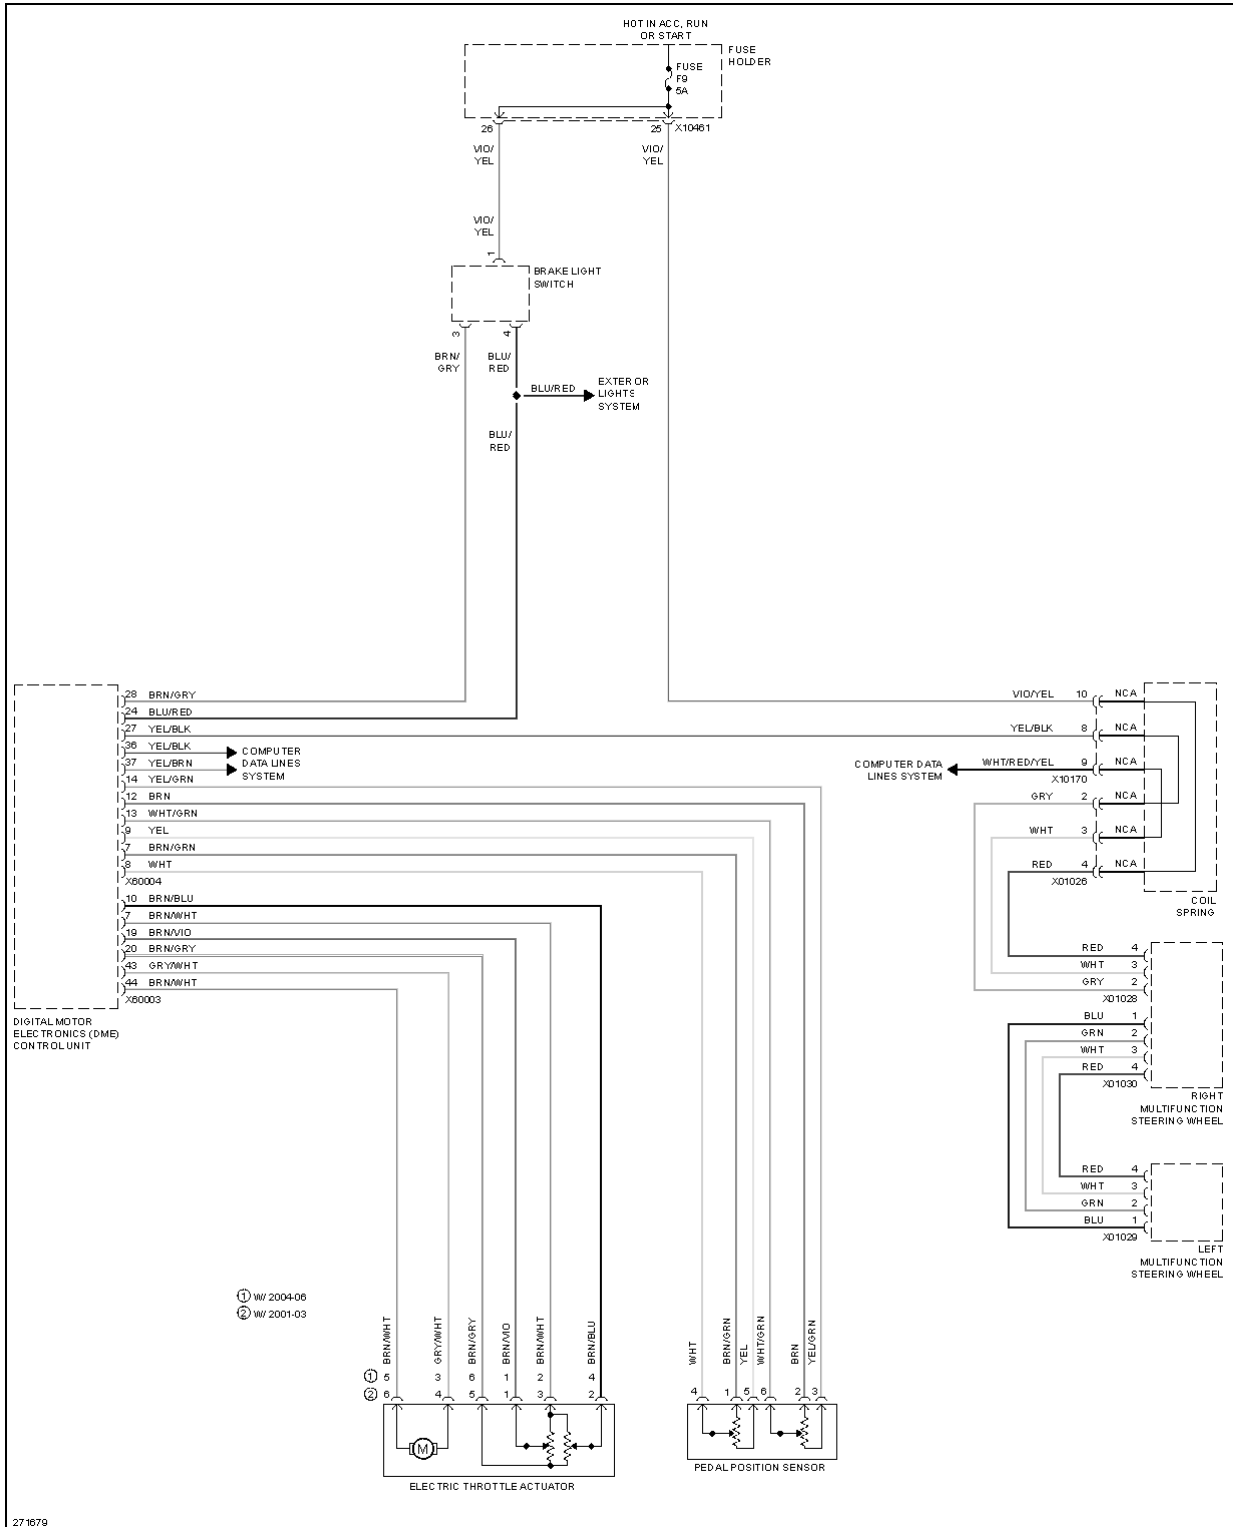 HOT IN ACC, RUN
OR START
FUSE
HOLDER
FUSE
F9
5A
26
25
X10461
VIO/
YEL
VIO/
YEL
VIO/
YEL
1
BRAKE LIGHT
SWITCH
3
4
BRN/
GRY
BLU/
RED
BLU/RED
EXTERIOR
LIGHTS
SYSTEM
BLU/
RED
28 BRN/GRY
24 BLU/RED
27 YEL/BLK
36 YEL/BLK
37 YEL/BRN
14 YEL/GRN
12 BRN
13 WHT/GRN
9 YEL
7 BRN/GRN
8 WHT
X60004
10 BRN/BLU
7 BRN/WHT
19 BRN/VIO
20 BRN/GRY
43 GRY/WHT
44 BRN/WHT
X60003
DIGITAL MOTOR
ELECTRONICS (DME)
CONTROL UNIT
COMPUTER
DATA LINES
SYSTEM
VIO/YEL 10 NCA
YEL/BLK 8 NCA
COMPUTER DATA
LINES SYSTEM
WHT/RED/YEL 9 NCA
X10170
GRY 2 NCA
WHT 3 NCA
RED 4 NCA
X01026
COIL
SPRING
RED 4
WHT 3
GRY 2
X01028
BLU 1
GRN 2
WHT 3
RED 4
X01030
RIGHT
MULTIFUNCTION
STEERING WHEEL
RED 4
WHT 3
GRN 2
BLU 1
X01029
LEFT
MULTIFUNCTION
STEERING WHEEL
① W/ 2004-06
② W/ 2001-03
BRN/WHT
GRY/WHT
BRN/GRY
BRN/VIO
BRN/WHT
BRN/BLU
① 5 3 6 1 2 4
② 6 4 5 1 3 2
M
ELECTRIC THROTTLE ACTUATOR
WHT
BRN/GRN
YEL
WHT/GRN
BRN
YEL/GRN
4 1 5 6 2 3
PEDAL POSITION SENSOR
271679